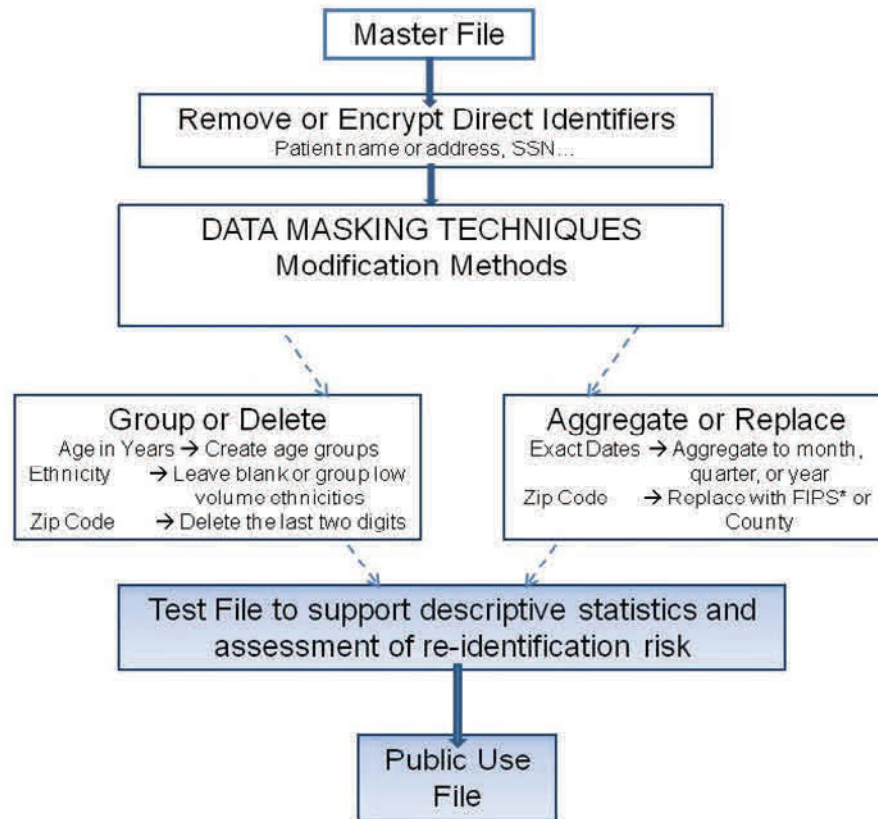 Master File
Remove or Encrypt Direct Identifiers
Patient name or address, SSN...
DATA MASKING TECHNIQUES
Modification Methods
Group or Delete
Age in Years → Create age groups
Ethnicity → Leave blank or group low
volume ethnicities
Zip Code → Delete the last two digits
Aggregate or Replace
Exact Dates → Aggregate to month,
quarter, or year
Zip Code → Replace with FIPS* or
County
Test File to support descriptive statistics and
assessment of re-identification risk
Public Use
File